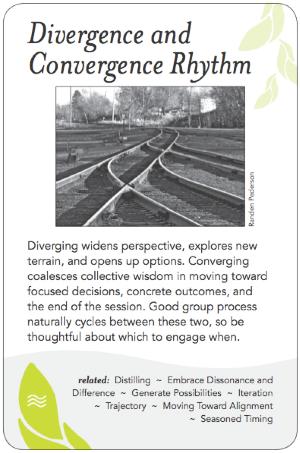 Divergence and
Convergence Rhythm
Randen Pederson
Diverging widens perspective, explores new
terrain, and opens up options. Converging
coalesces collective wisdom in moving toward
focused decisions, concrete outcomes, and
the end of the session. Good group process
naturally cycles between these two, so be
thoughtful about which to engage when.
related: Distilling ~ Embrace Dissonance and
Difference ~ Generate Possibilities ~ Iteration
~ Trajectory ~ Moving Toward Alignment
~ Seasoned Timing